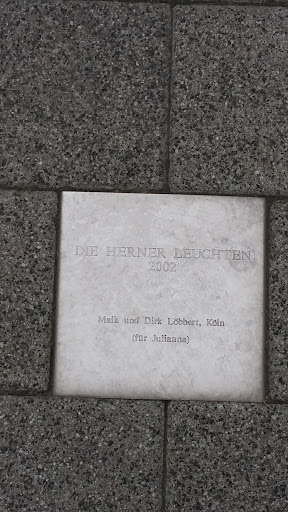 DIE HERNER LEUCHTEN
2002
Maik und Dirk Löbbert, Köln
(für Julianna)